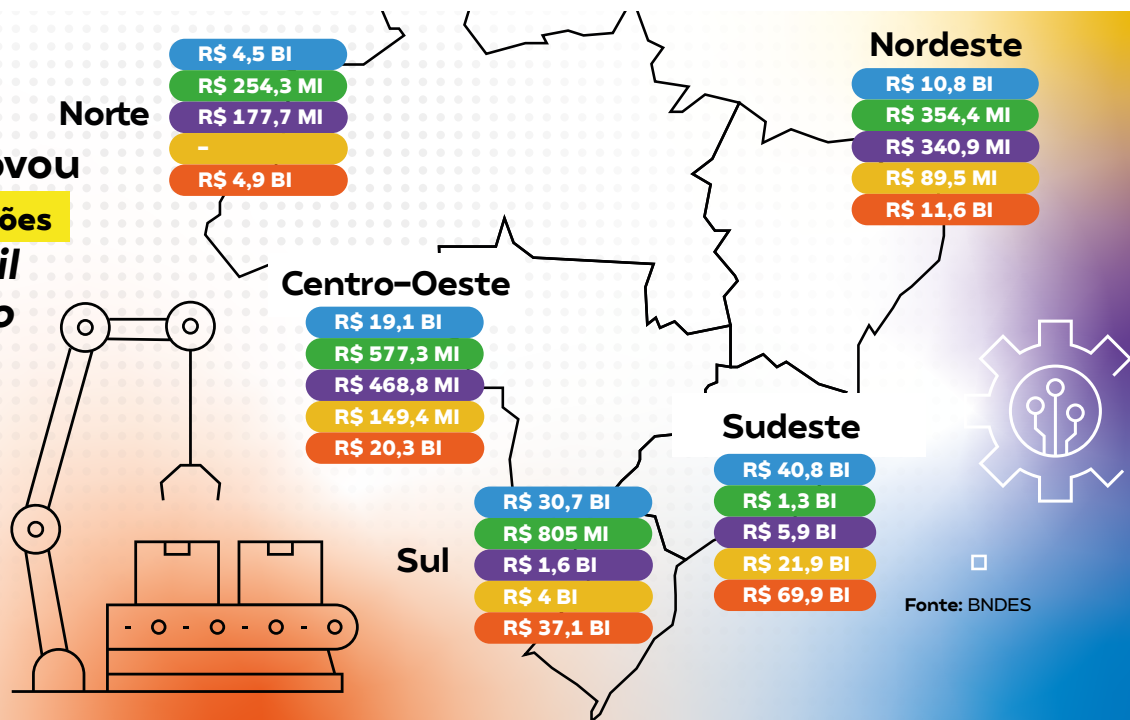 Norte
R$ 4,5 BI
R$ 254,3 MI
R$ 177,7 MI
-
R$ 4,9 BI
Nordeste
R$ 10,8 BI
R$ 354,4 MI
R$ 340,9 MI
R$ 89,5 MI
R$ 11,6 BI
Centro-Oeste
R$ 19,1 BI
R$ 577,3 MI
R$ 468,8 MI
R$ 149,4 MI
R$ 20,3 BI
Sudeste
R$ 40,8 BI
R$ 1,3 BI
R$ 5,9 BI
R$ 21,9 BI
R$ 69,9 BI
Sul
R$ 30,7 BI
R$ 805 MI
R$ 1,6 BI
R$ 4 BI
R$ 37,1 BI
Fonte: BNDES